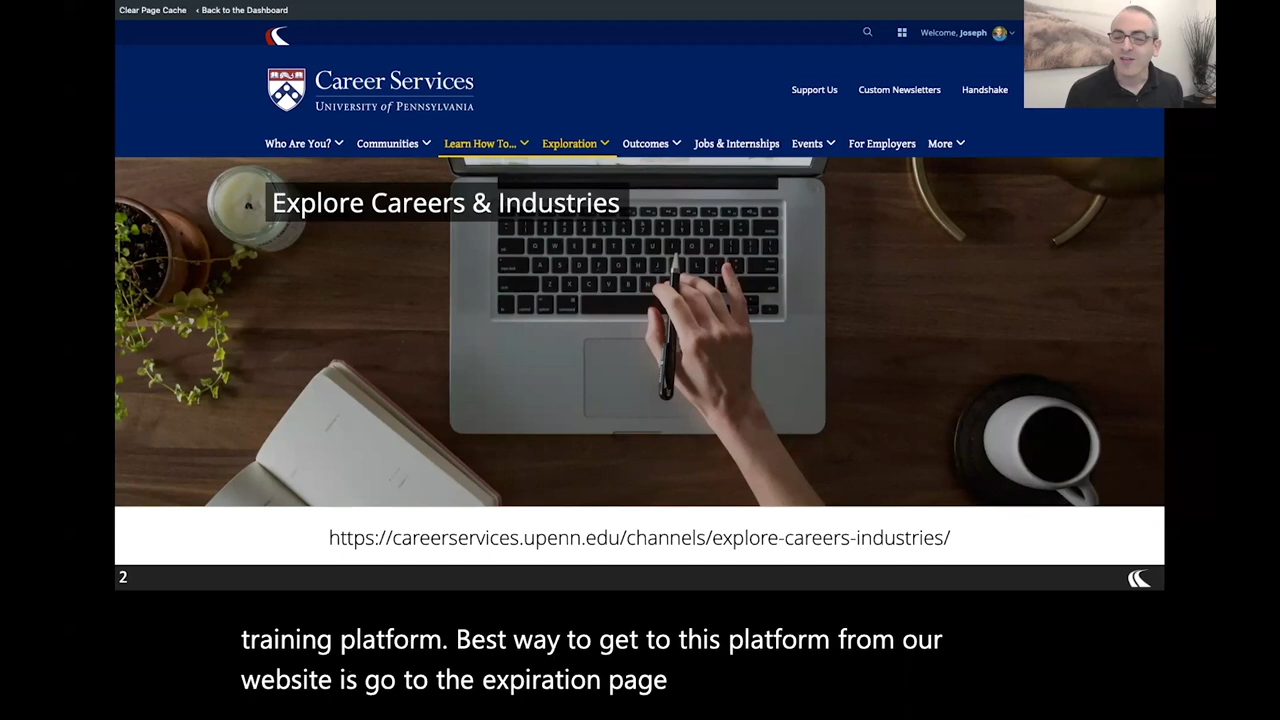 Clear Page Cache ‹ Back to the Dashboard
Welcome, Joseph
Career Services
UNIVERSITY of PENNSYLVANIA
Support Us Custom Newsletters Handshake
Who Are You? Communities Learn How To... Exploration Outcomes Jobs & Internships Events For Employers More
Explore Careers & Industries
https://careerservices.upenn.edu/channels/explore-careers-industries/
2
training platform. Best way to get to this platform from our
website is go to the expiration page